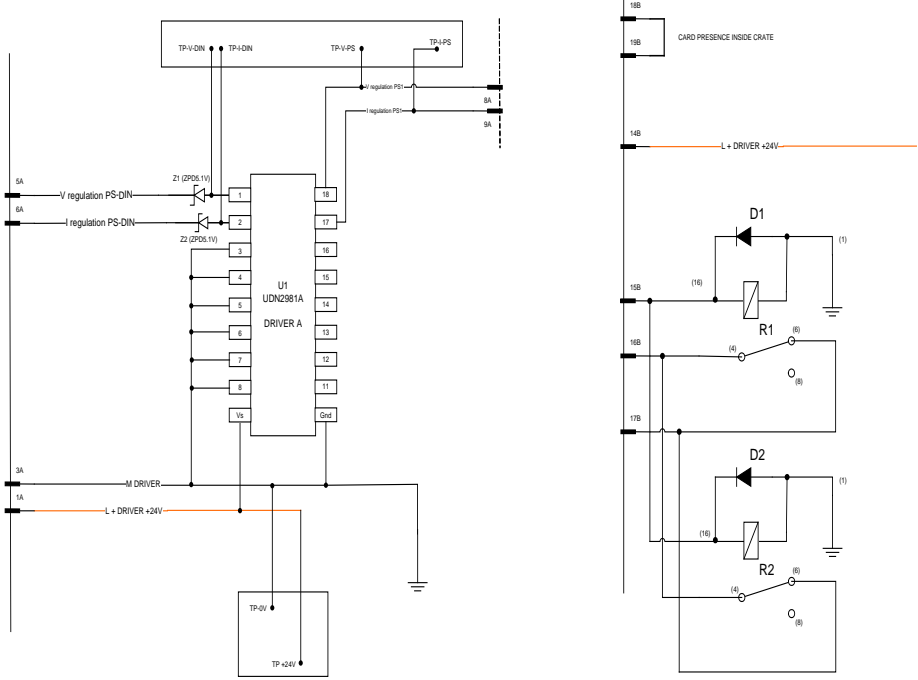 18B
19B
CARD PRESENCE INSIDE CRATE
TP-V-DIN
TP-I-DIN
TP-V-PS
TP-I-PS
V regulation PS1
8A
I regulation PS1
9A
14B
L + DRIVER +24V
5A
V regulation PS-DIN
Z1 (ZPD5.1V)
6A
I regulation PS-DIN
Z2 (ZPD5.1V)
1
2
3
4
5
6
7
8
Vs
U1
UDN2981A
DRIVER A
18
17
16
15
14
13
12
11
Gnd
3A
M DRIVER
1A
L + DRIVER +24V
TP-0V
TP +24V
D1
(1)
15B
(16)
R1
16B
(4)
(6)
(8)
17B
D2
(1)
(16)
R2
(4)
(6)
(8)